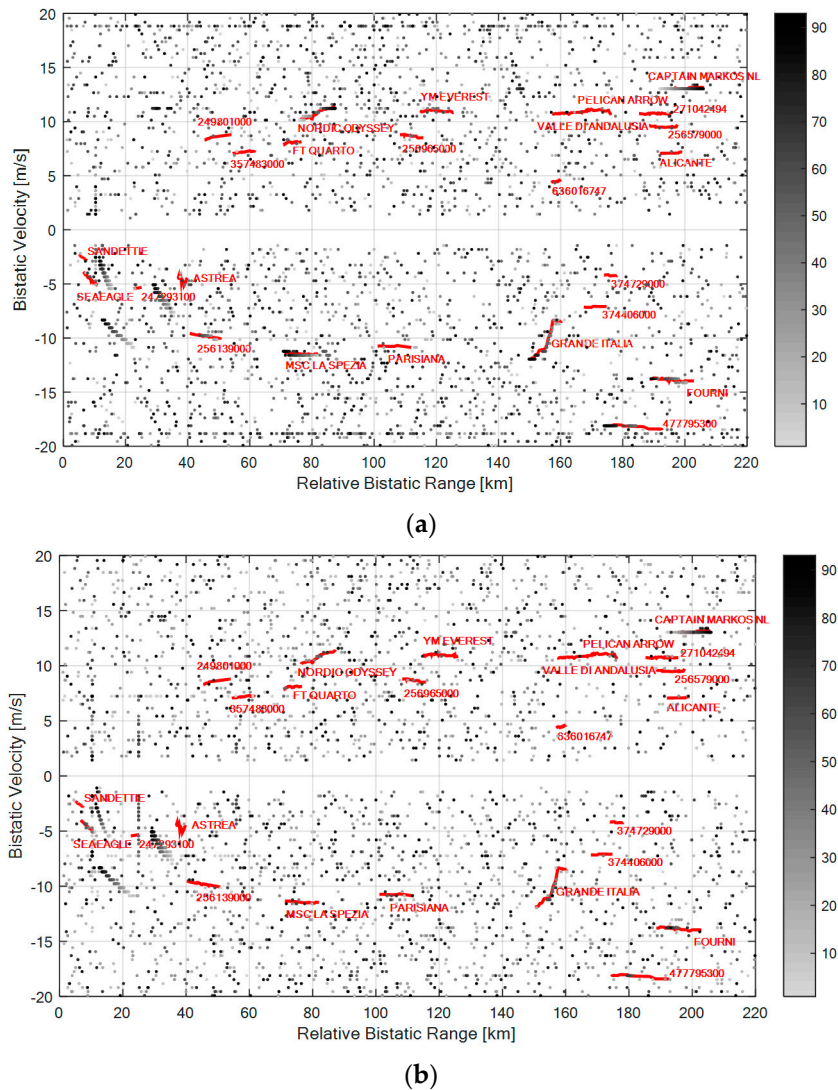 20
15
10
5
0
-5
-10
-15
-20
Bistatic Velocity [m/s]
CAPTAIN MARKOS NL
YM EVEREST
PELICAN ARROW
271042494
249801000
NORDIC ODYSSEY
VALLE DI ANDALUSIA
256579000
FT QUARTO
256965000
357483000
ALICANTE
636016747
SANDETTIE
ASTREA
374729000
SEAEAGLE
247293100
374406000
256139000
GRANDE ITALIA
MSC LA SPEZIA
PARISIANA
FOURNI
477795300
0 20 40 60 80 100 120 140 160 180 200 220
Relative Bistatic Range [km]
90
80
70
60
50
40
30
20
10
(a)
20
15
10
5
0
-5
-10
-15
-20
Bistatic Velocity [m/s]
CAPTAIN MARKOS NL
YM EVEREST
PELICAN ARROW
271042494
249801000
NORDIC ODYSSEY
VALLE DI ANDALUSIA
256579000
FT QUARTO
256965000
357483000
ALICANTE
636016747
SANDETTIE
ASTREA
374729000
SEAEAGLE
247293100
374406000
256139000
GRANDE ITALIA
MSC LA SPEZIA
PARISIANA
FOURNI
477795300
0 20 40 60 80 100 120 140 160 180 200 220
Relative Bistatic Range [km]
90
80
70
60
50
40
30
20
10
(b)